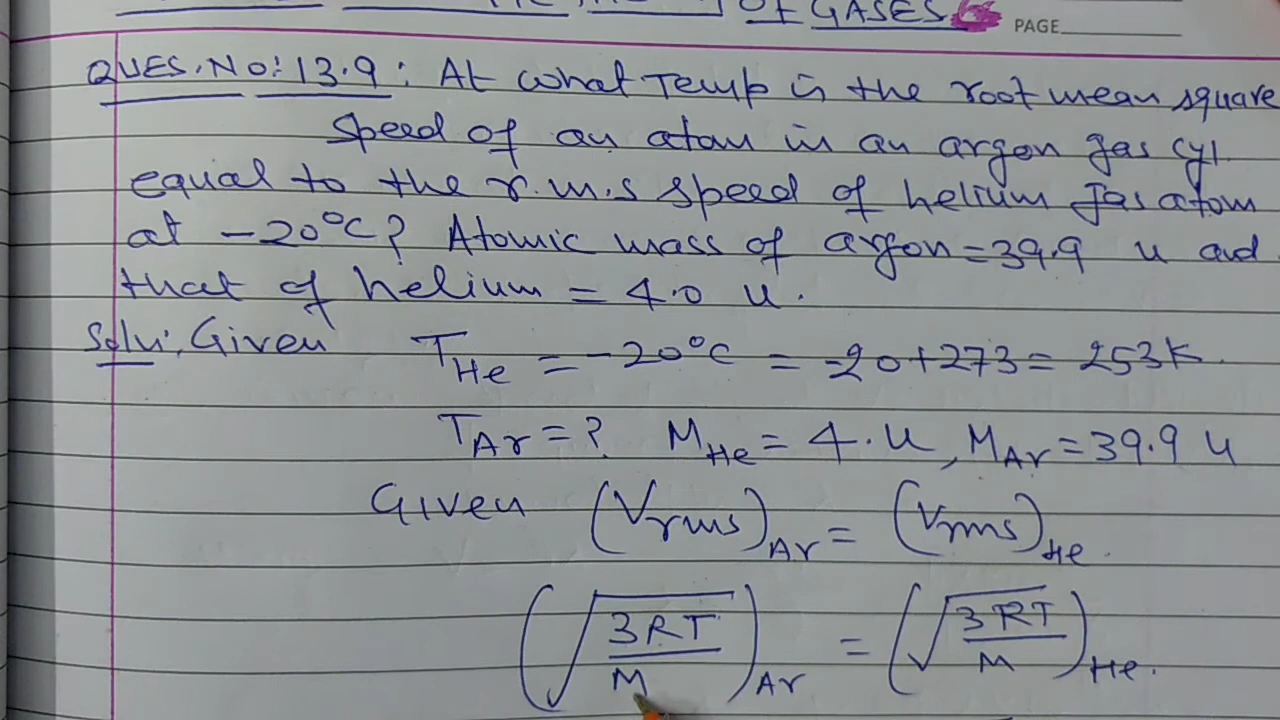 OF GASES
PAGE
QUES.NO: 13.9: At what Temp is the root mean square
speed of an atom in an argon gas cyl.
equal to the r.m.s speed of helium gas atom
at -20°C? Atomic mass of argon = 39.9 u and
that of helium = 4.0 u.
Solu: Given T_He = -20°C = -20+273 = 253K.
T_Ar = ? M_He = 4.u, M_Ar = 39.9 u
Given (Vrms)_Ar = (Vrms)_He.
(√(3RT/M))_Ar = (√(3RT/M))_He.